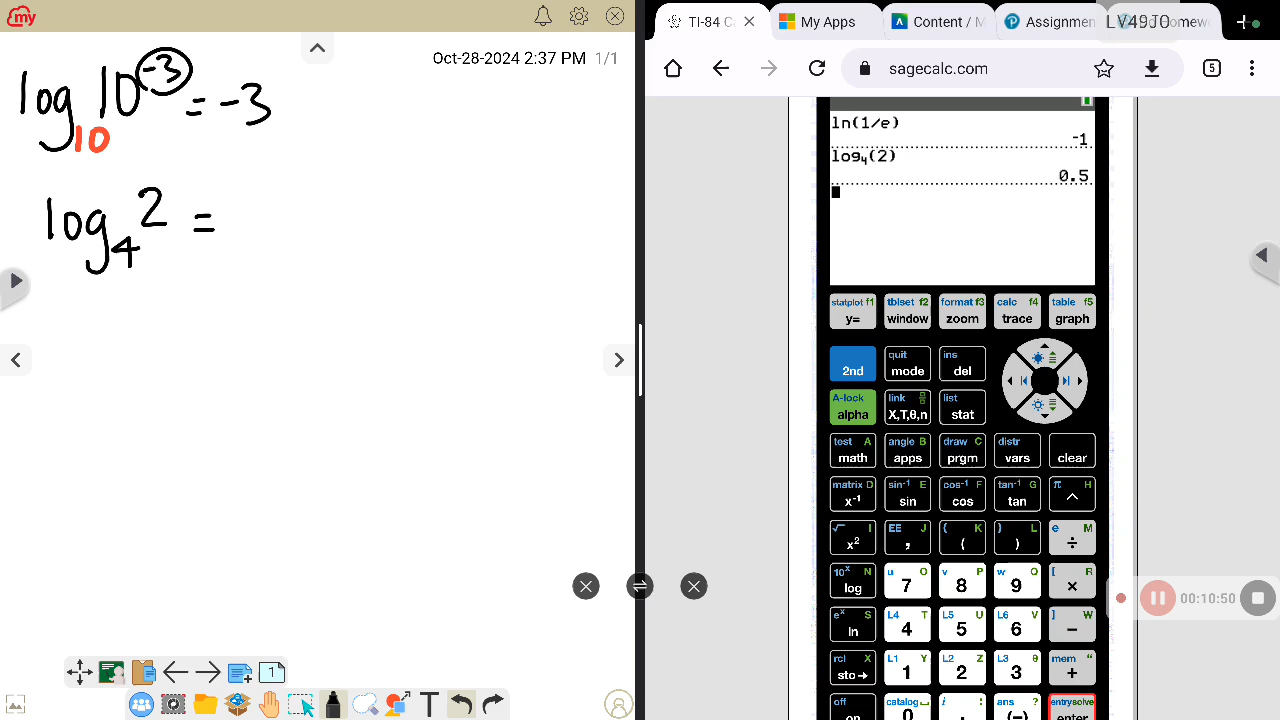 my
Oct-28-2024 2:37 PM 1/1
log₁₀ 10⁻³ = -3
log₄ 2 =
T
1
TI-84 C
My Apps
Content / M
Assignmen
LV49J0
sagecalc.com
5
ln(1/e)
-1
log₄(2)
0.5
statplot f1 tblset f2 format f3 calc f4 table f5
y= window zoom trace graph
quit ins
2nd mode del
A-lock link list
alpha X,T,θ,n stat
test A angle B draw C distr
math apps prgm vars clear
matrix D sin⁻¹ E cos⁻¹ F tan⁻¹ G π H
x⁻¹ sin cos tan ^
√ I EE J { K } L e M
x² , ( ) ÷
10ˣ N u O v P w Q [ R
log 7 8 9 ×
eˣ S L4 T L5 U L6 V ] W
ln 4 5 6 −
rcl X L1 Y L2 Z L3 θ mem "
sto→ 1 2 3 +
off catalog i : ans ? entry solve
on 0 . (-) enter
00:10:50